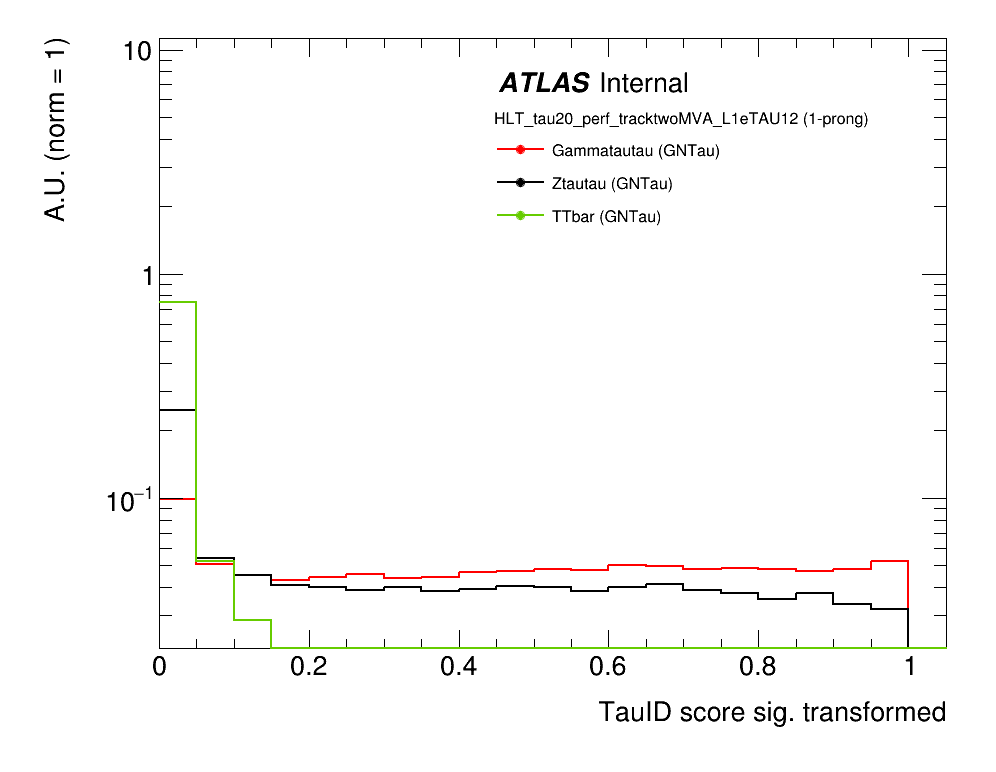 A.U. (norm = 1)
10
1
10⁻¹
ATLAS Internal
HLT_tau20_perf_tracktwoMVA_L1eTAU12 (1-prong)
Gammatautau (GNTau)
Ztautau (GNTau)
TTbar (GNTau)
0 0.2 0.4 0.6 0.8 1
TauID score sig. transformed